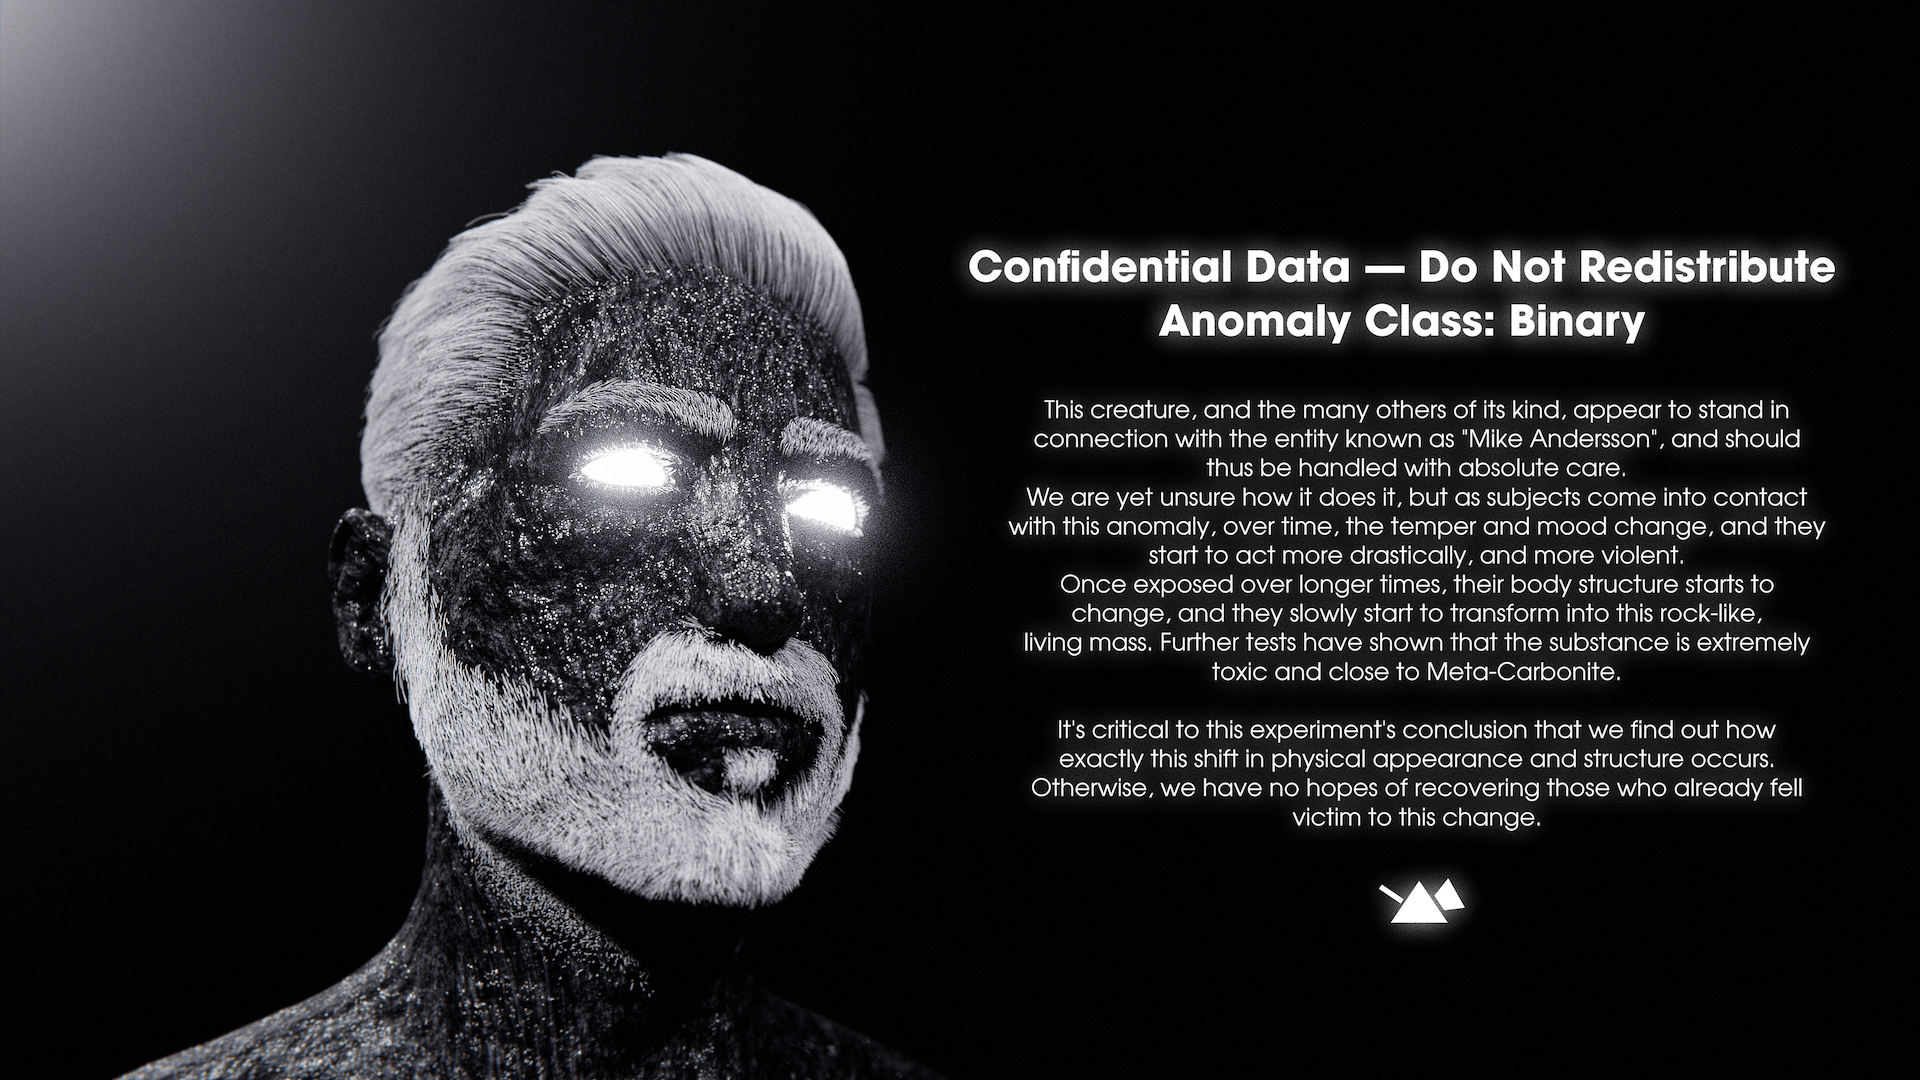 Confidential Data — Do Not Redistribute
Anomaly Class: Binary
This creature, and the many others of its kind, appear to stand in
connection with the entity known as "Mike Andersson", and should
thus be handled with absolute care.
We are yet unsure how it does it, but as subjects come into contact
with this anomaly, over time, the temper and mood change, and they
start to act more drastically, and more violent.
Once exposed over longer times, their body structure starts to
change, and they slowly start to transform into this rock-like,
living mass. Further tests have shown that the substance is extremely
toxic and close to Meta-Carbonite.
It's critical to this experiment's conclusion that we find out how
exactly this shift in physical appearance and structure occurs.
Otherwise, we have no hopes of recovering those who already fell
victim to this change.